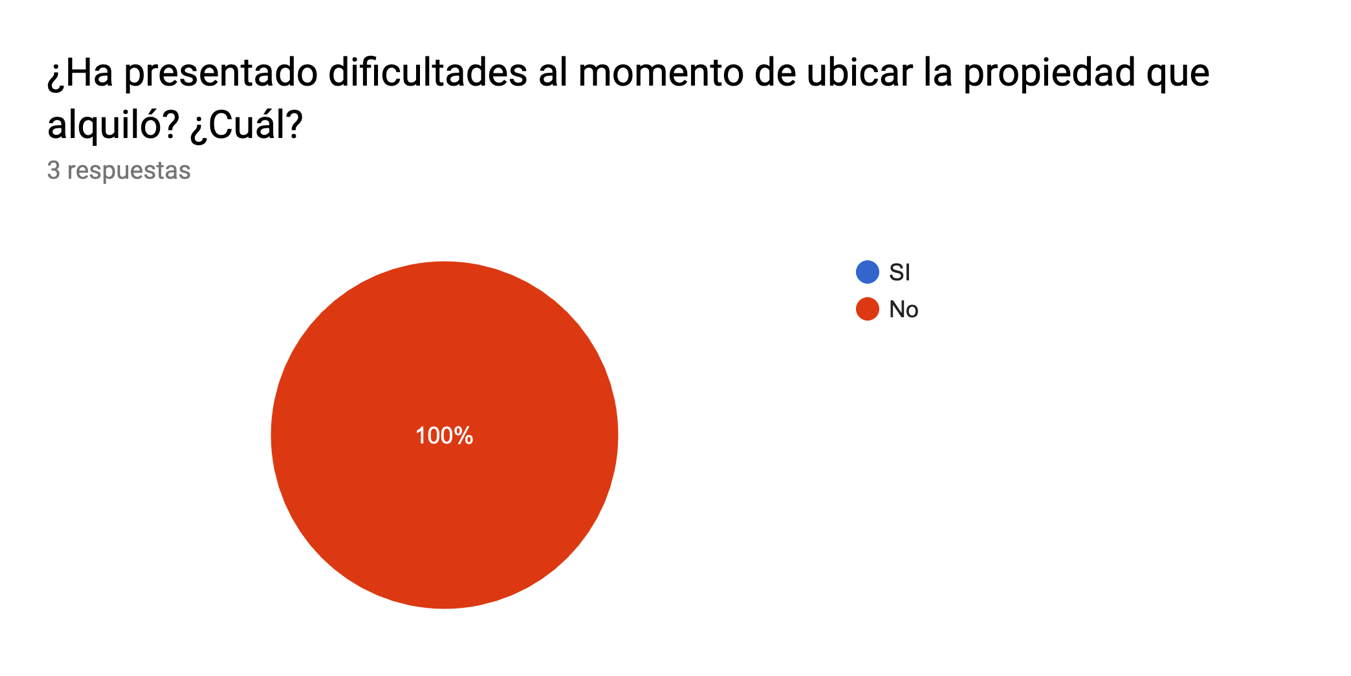 ¿Ha presentado dificultades al momento de ubicar la propiedad que
alquiló? ¿Cuál?
3 respuestas
SI
No
100%